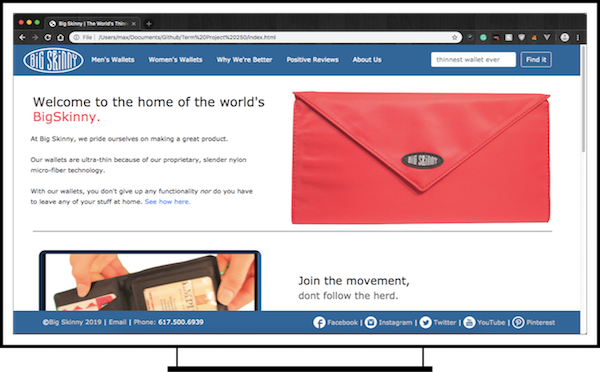 Big Skinny | The World's Thinn
File | /Users/max/Documents/Github/Term%20Project%20250/index.html
BIG SKINNY Men's Wallets Women's Wallets Why We're Better Positive Reviews About Us thinnest wallet ever Find it
Welcome to the home of the world's
BigSkinny.
At Big Skinny, we pride ourselves on making a great product.
Our wallets are ultra-thin because of our proprietary, slender nylon
micro-fiber technology.
With our wallets, you don't give up any functionality nor do you have
to leave any of your stuff at home. See how here.
BIG SKINNY
Join the movement,
dont follow the herd.
©Big Skinny 2019 | Email | Phone: 617.500.6939 Facebook | Instagram | Twitter | YouTube | Pinterest